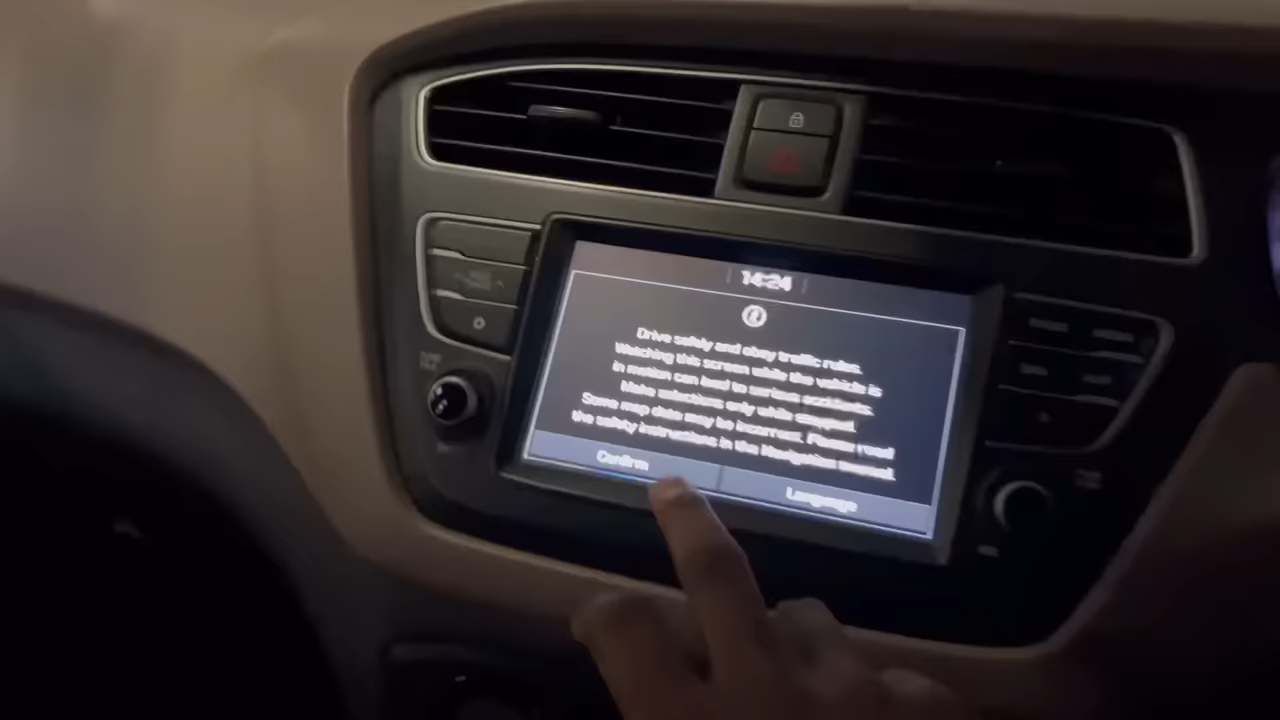 14:24
Drive safely and obey traffic rules.
Watching this screen while the vehicle is
in motion can lead to serious accidents.
Make selections only while stopped.
Some map data may be incorrect. Please read
the safety instructions in the Navigation manual.
Confirm
Language